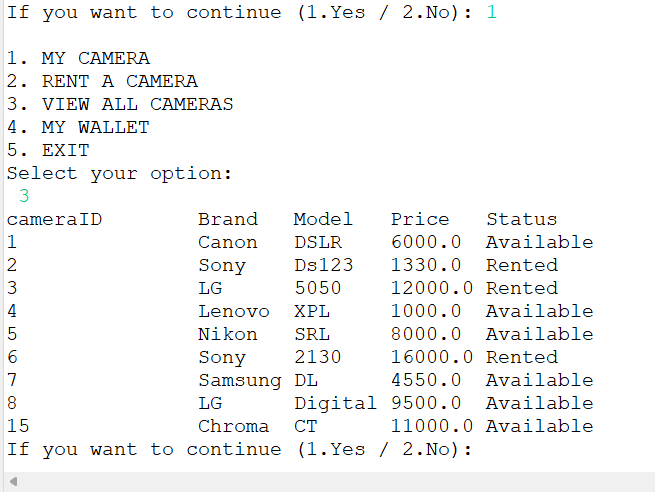 If you want to continue (1.Yes / 2.No): 1
1. MY CAMERA
2. RENT A CAMERA
3. VIEW ALL CAMERAS
4. MY WALLET
5. EXIT
Select your option:
3
cameraID Brand Model Price Status
1 Canon DSLR 6000.0 Available
2 Sony Ds123 1330.0 Rented
3 LG 5050 12000.0 Rented
4 Lenovo XPL 1000.0 Available
5 Nikon SRL 8000.0 Available
6 Sony 2130 16000.0 Rented
7 Samsung DL 4550.0 Available
8 LG Digital 9500.0 Available
15 Chroma CT 11000.0 Available
If you want to continue (1.Yes / 2.No):